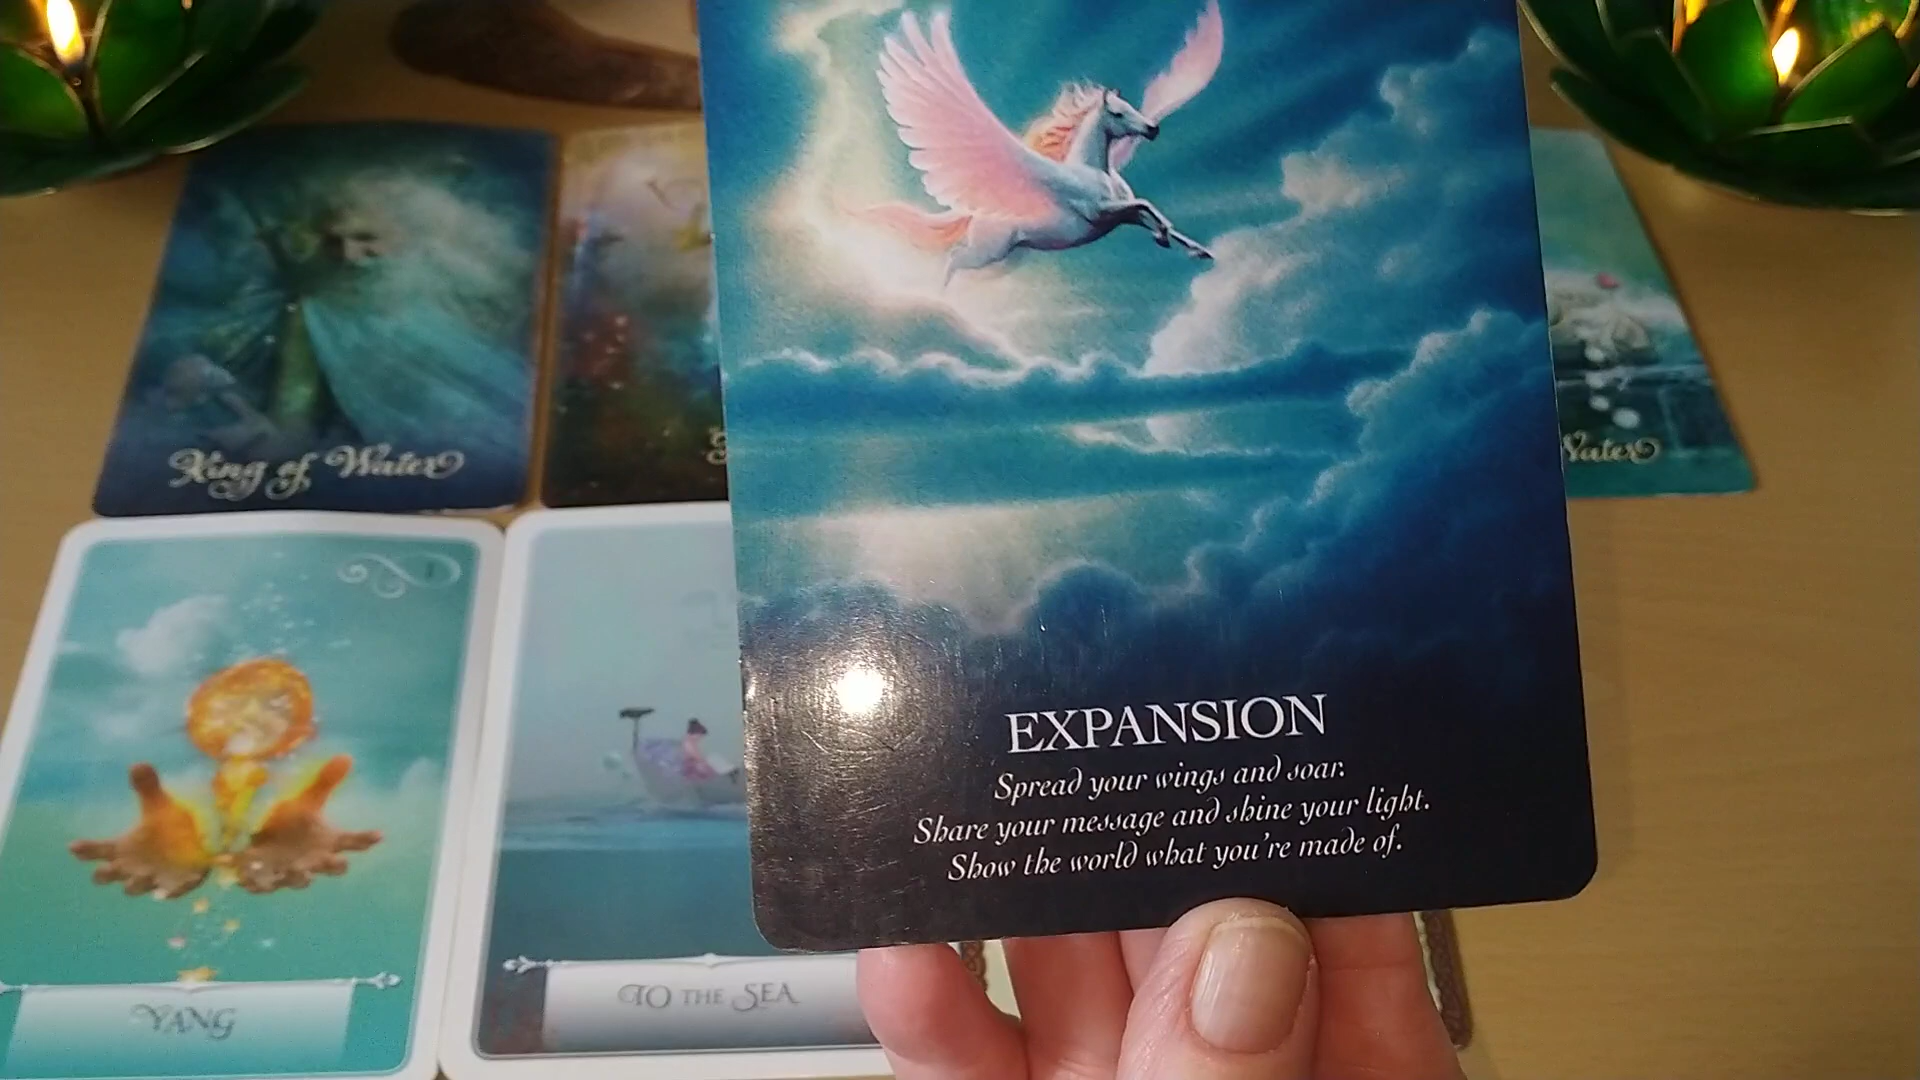 King of Water
Water
EXPANSION
Spread your wings and soar.
Share your message and shine your light.
Show the world what you're made of.
YANG
TO THE SEA